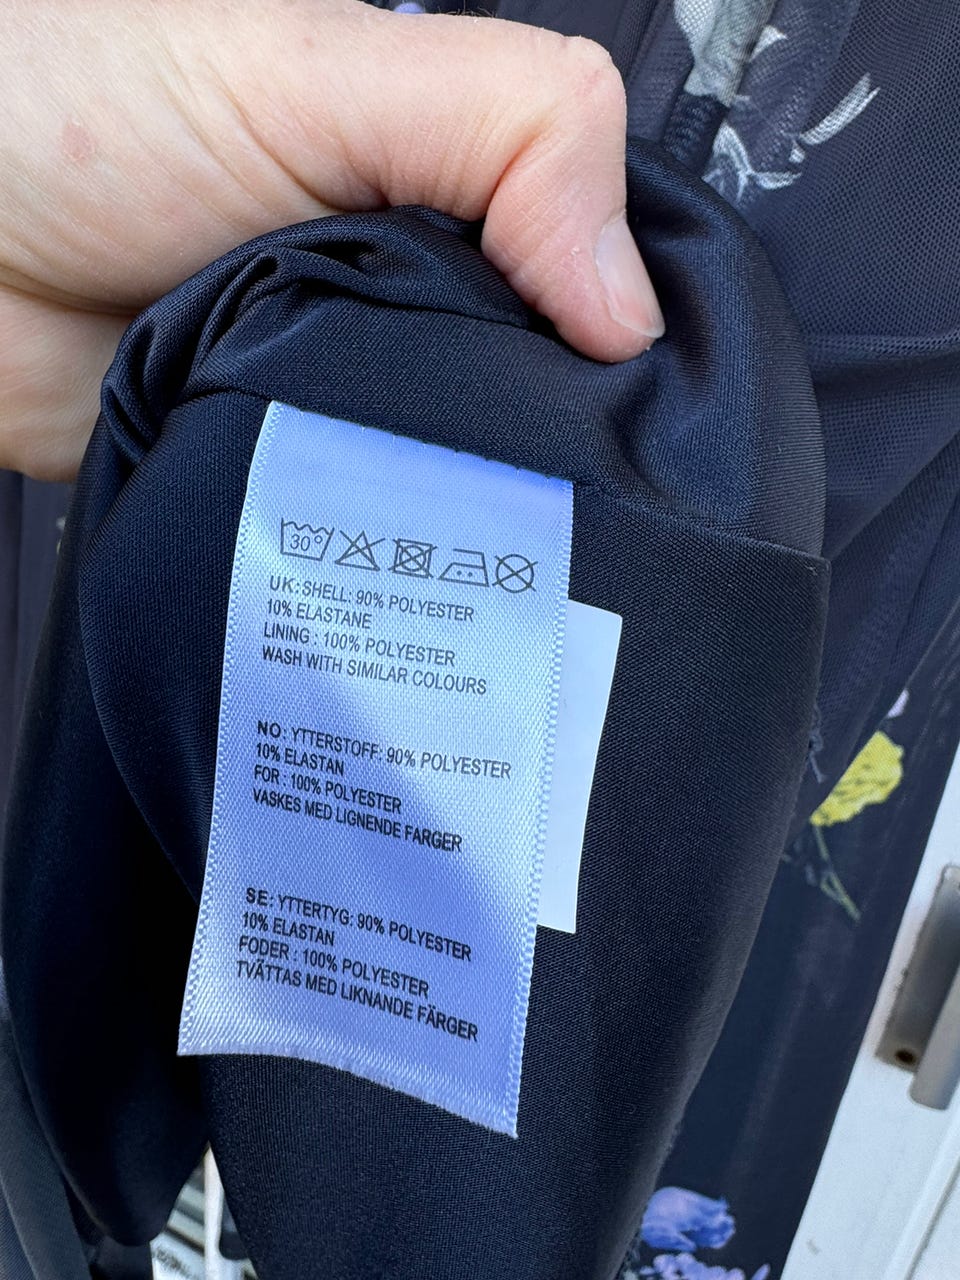 30°
UK: SHELL: 90% POLYESTER
10% ELASTANE
LINING : 100% POLYESTER
WASH WITH SIMILAR COLOURS
NO: YTTERSTOFF: 90% POLYESTER
10% ELASTAN
FOR : 100% POLYESTER
VASKES MED LIGNENDE FARGER
SE: YTTERTYG: 90% POLYESTER
10% ELASTAN
FODER : 100% POLYESTER
TVÄTTAS MED LIKNANDE FÄRGER